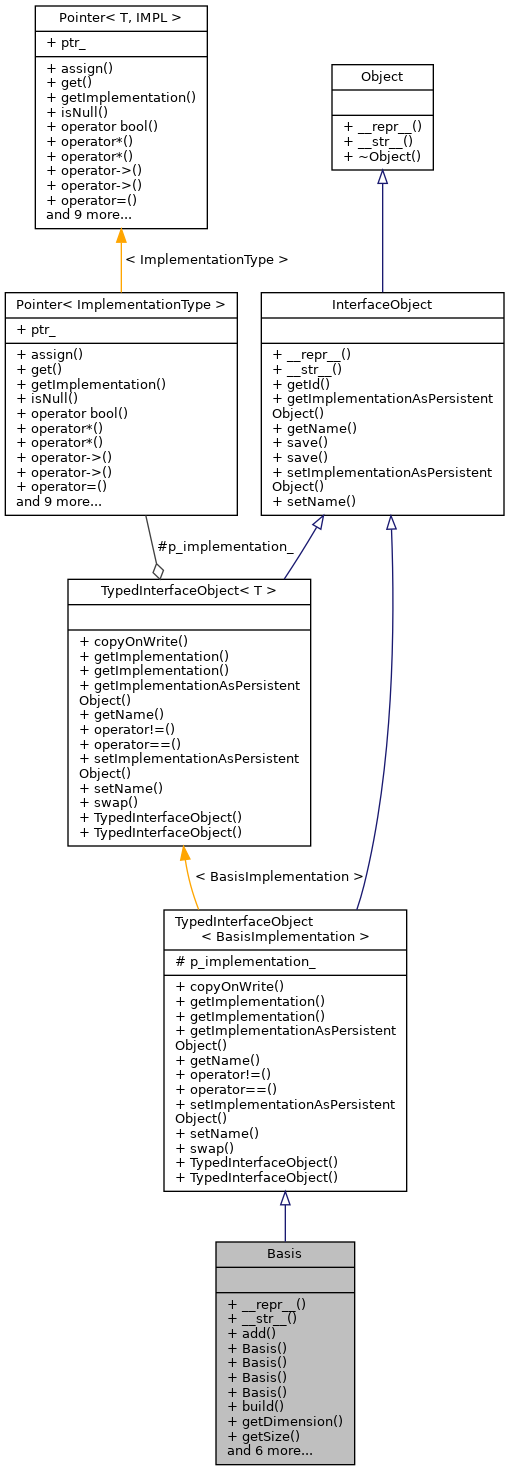 Pointer< T, IMPL >
+ ptr_
+ assign()
+ get()
+ getImplementation()
+ isNull()
+ operator bool()
+ operator*()
+ operator*()
+ operator->()
+ operator->()
+ operator=()
and 9 more...
Object
+ __repr__()
+ __str__()
+ ~Object()
< ImplementationType >
Pointer< ImplementationType >
+ ptr_
+ assign()
+ get()
+ getImplementation()
+ isNull()
+ operator bool()
+ operator*()
+ operator*()
+ operator->()
+ operator->()
+ operator=()
and 9 more...
InterfaceObject
+ __repr__()
+ __str__()
+ getId()
+ getImplementationAsPersistent
Object()
+ getName()
+ save()
+ save()
+ setImplementationAsPersistent
Object()
+ setName()
#p_implementation_
TypedInterfaceObject< T >
+ copyOnWrite()
+ getImplementation()
+ getImplementation()
+ getImplementationAsPersistent
Object()
+ getName()
+ operator!=()
+ operator==()
+ setImplementationAsPersistent
Object()
+ setName()
+ swap()
+ TypedInterfaceObject()
+ TypedInterfaceObject()
< BasisImplementation >
TypedInterfaceObject
< BasisImplementation >
# p_implementation_
+ copyOnWrite()
+ getImplementation()
+ getImplementation()
+ getImplementationAsPersistent
Object()
+ getName()
+ operator!=()
+ operator==()
+ setImplementationAsPersistent
Object()
+ setName()
+ swap()
+ TypedInterfaceObject()
+ TypedInterfaceObject()
Basis
+ __repr__()
+ __str__()
+ add()
+ Basis()
+ Basis()
+ Basis()
+ Basis()
+ build()
+ getDimension()
+ getSize()
and 6 more...